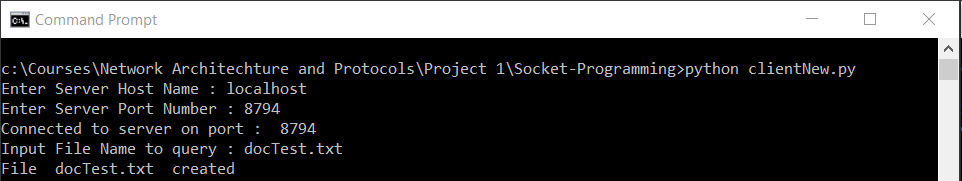 Command Prompt
c:\Courses\Network Architechture and Protocols\Project 1\Socket-Programming>python clientNew.py
Enter Server Host Name : localhost
Enter Server Port Number : 8794
Connected to server on port :  8794
Input File Name to query : docTest.txt
File  docTest.txt  created